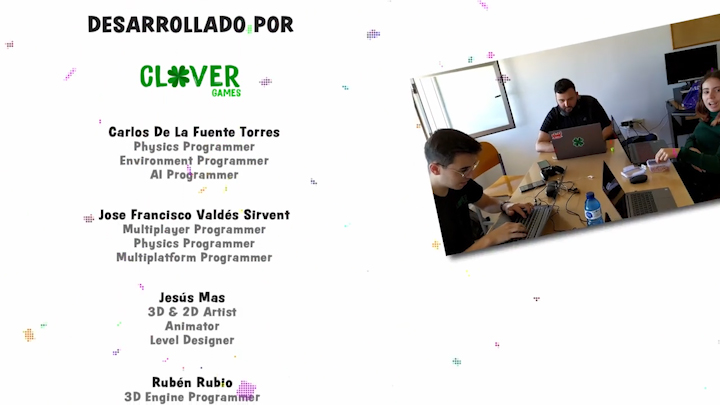 DESARROLLADO POR
CLOVER
GAMES
Carlos De La Fuente Torres
Physics Programmer
Environment Programmer
AI Programmer
Jose Francisco Valdés Sirvent
Multiplayer Programmer
Physics Programmer
Multiplatform Programmer
Jesús Mas
3D & 2D Artist
Animator
Level Designer
Rubén Rubio
3D Engine Programmer